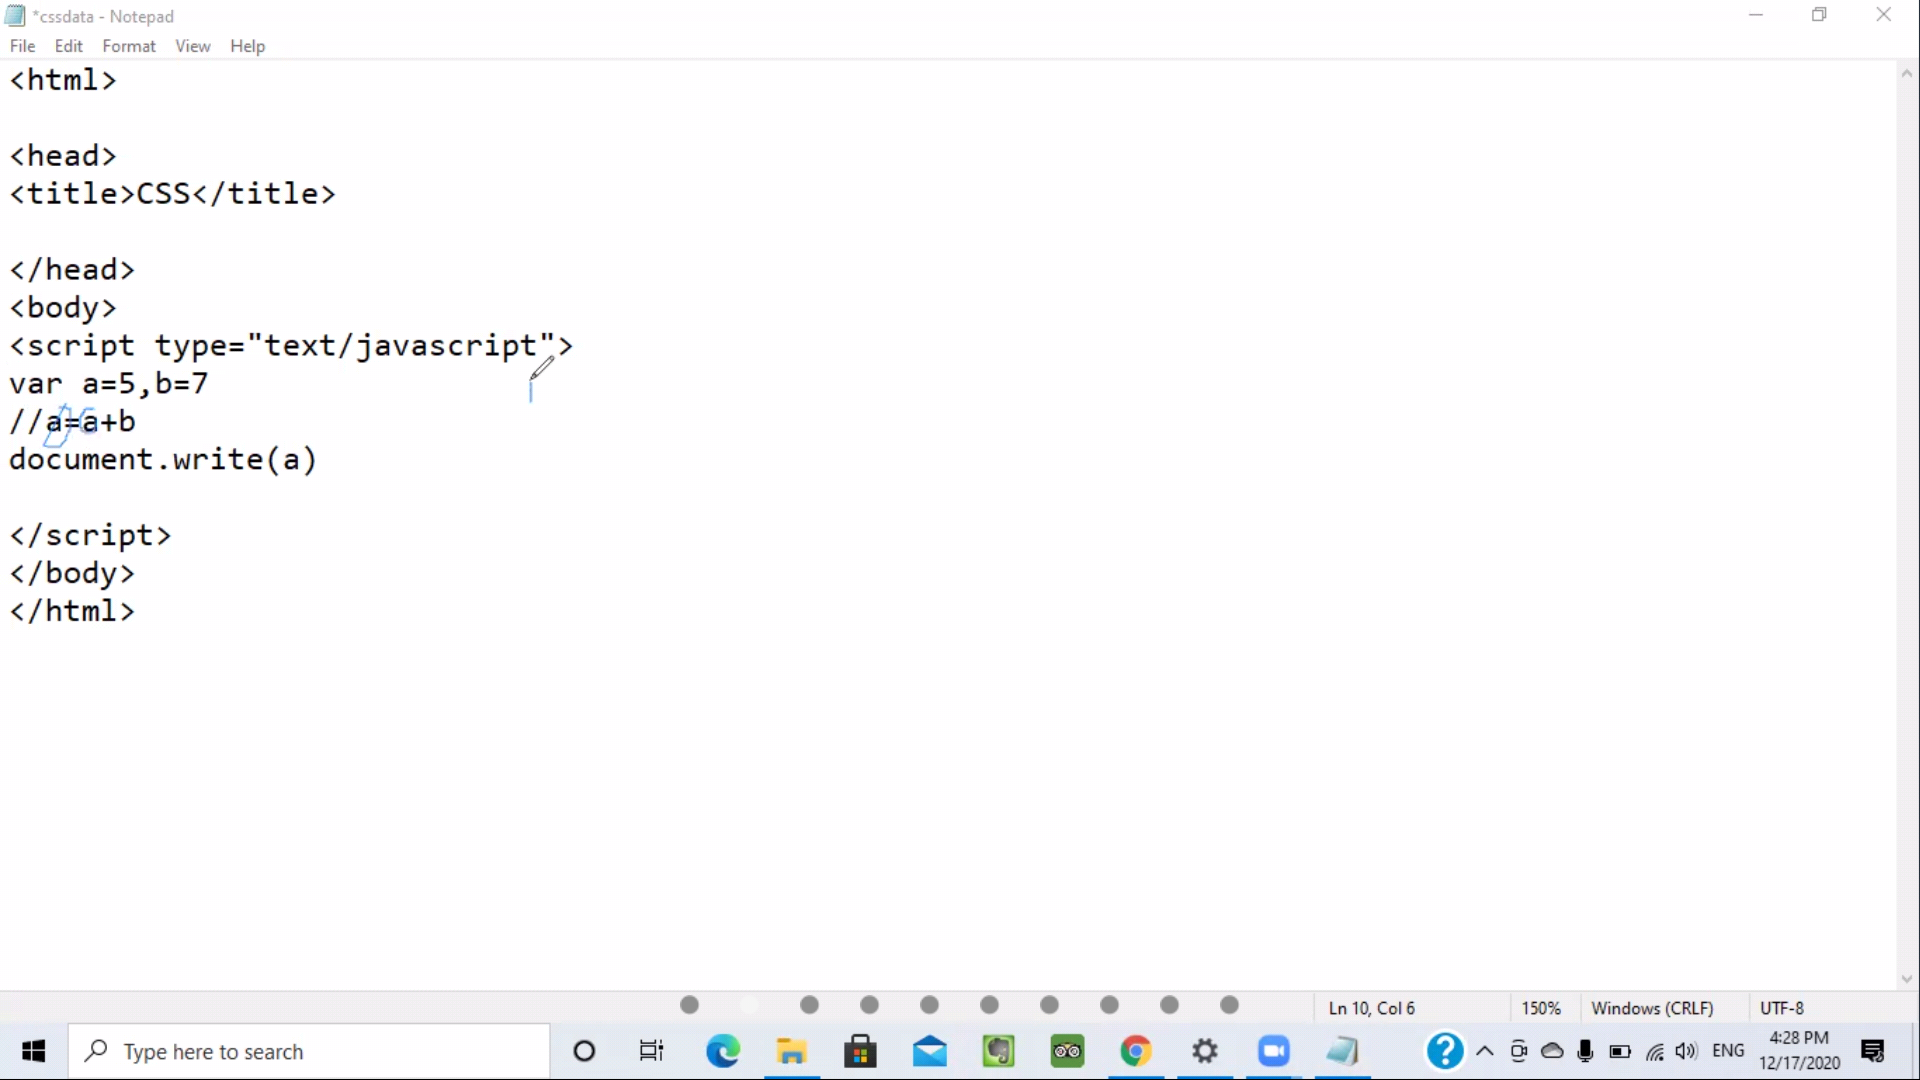 *cssdata - Notepad
File Edit Format View Help
<html>
<head>
<title>CSS</title>
</head>
<body>
<script type="text/javascript">
var a=5,b=7
//a=a+b
document.write(a)
</script>
</body>
</html>
Ln 10, Col 6 150% Windows (CRLF) UTF-8
Type here to search ENG 4:28 PM
12/17/2020